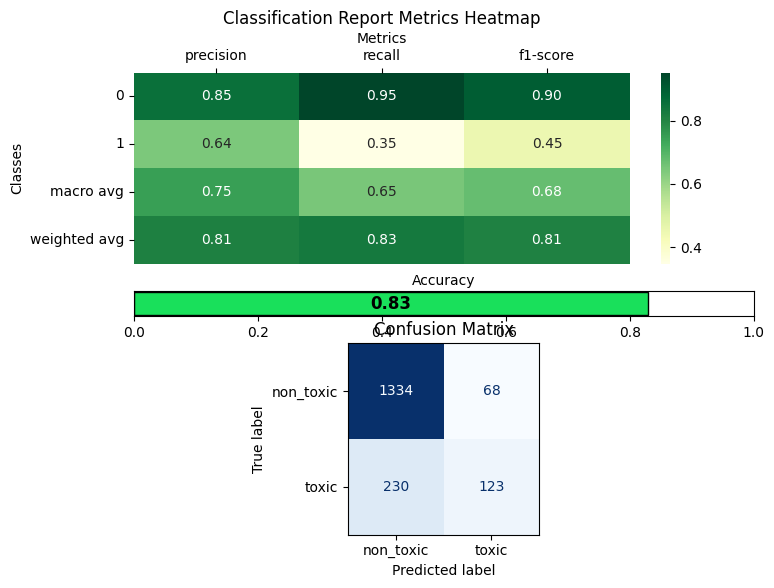 Classification Report Metrics Heatmap
Metrics
precision recall f1-score
Classes
0 0.85 0.95 0.90
1 0.64 0.35 0.45
macro avg 0.75 0.65 0.68
weighted avg 0.81 0.83 0.81
0.8
0.6
0.4
Accuracy
0.83
0.0 0.2 0.4 0.6 0.8 1.0
Confusion Matrix
True label
non_toxic 1334 68
toxic 230 123
non_toxic toxic
Predicted label